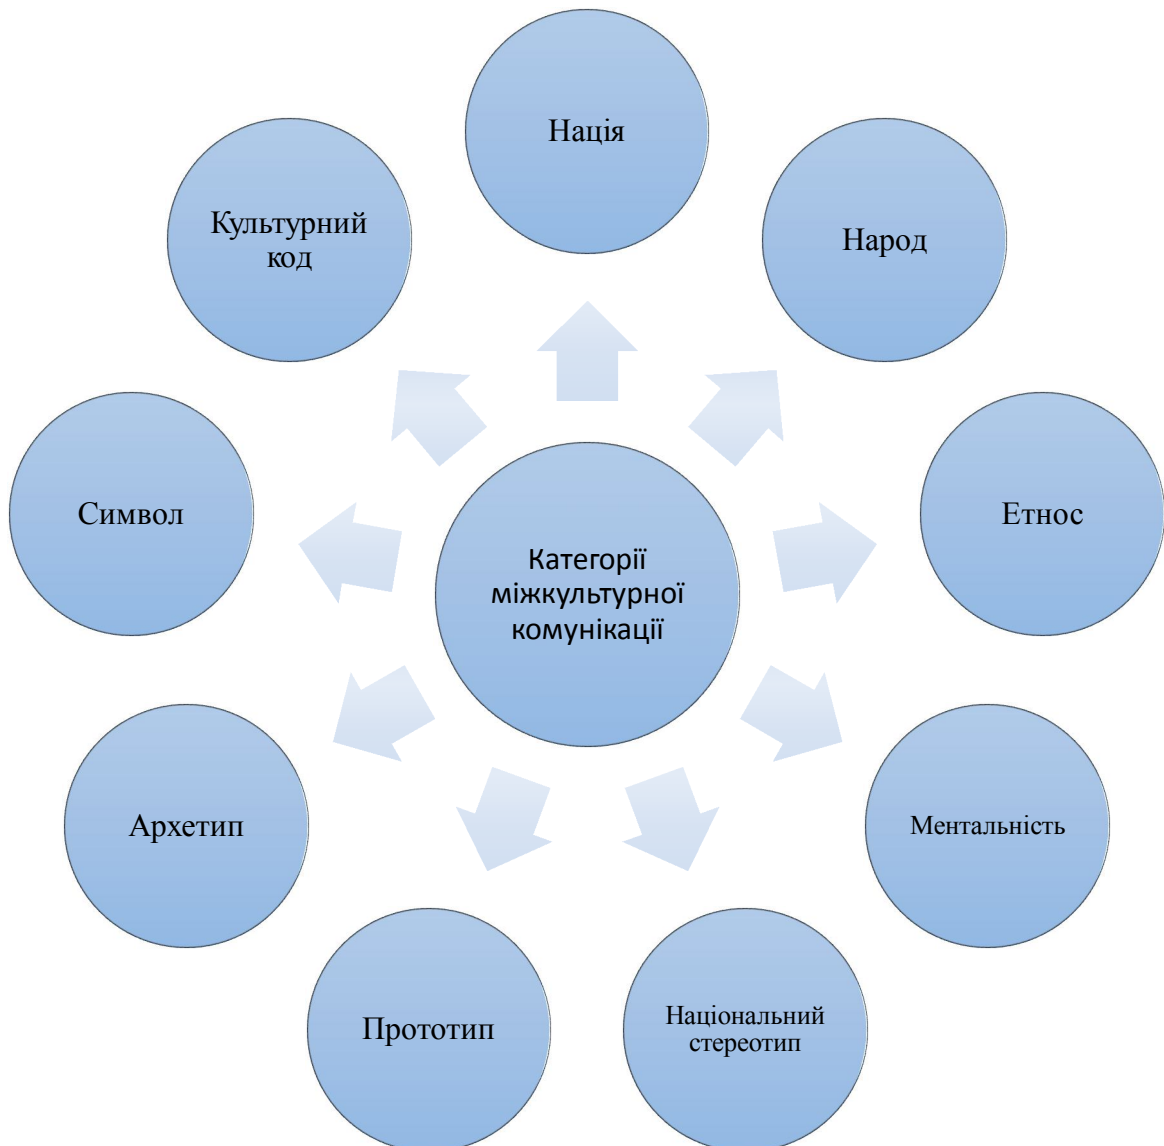 Нація
Культурний
код
Народ
Символ
Етнос
Категорії
міжкультурної
комунікації
Архетип
Ментальність
Прототип
Національний
стереотип